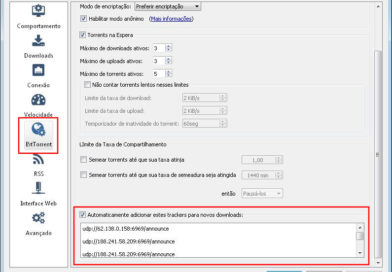 Comportamento
Downloads
Conexão
Velocidade
BitTorrent
RSS
Interface Web
Avançado
Modo de encriptação: Preferir encriptação
Habilitar modo anônimo (Mais informações)
Torrents na Espera
Máximo de downloads ativos: 3
Máximo de uploads ativos: 3
Máximo de torrents ativos: 5
Não contar torrents lentos nesses limites
Limite da taxa de download: 2 KiB/s
Limite da taxa de upload: 2 KiB/s
Temporizador de inatividade do torrent: 60seg
Limite da Taxa de Compartilhamento
Semear torrents até que sua taxa atinja 1,00
Semear torrents até que sua taxa de semeadura seja atingida 1440 min
então Pausá-los
Automaticamente adicionar estes trackers para novos downloads:
udp://62.138.0.158:6969/announce
udp://188.241.58.209:6969/announce
udp://188.241.58.209:6969/announce